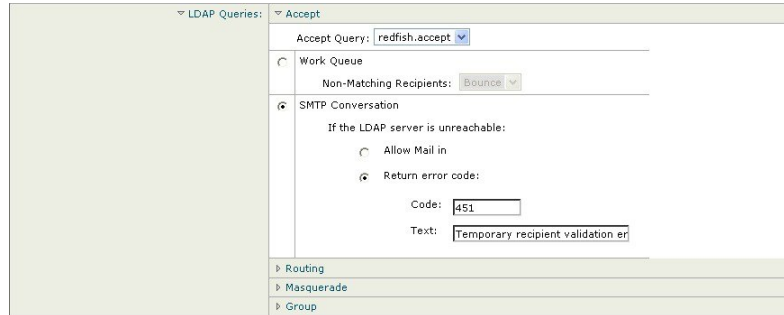 LDAP Queries:
Accept
Accept Query: redfish.accept
Work Queue
Non-Matching Recipients: Bounce
SMTP Conversation
If the LDAP server is unreachable:
Allow Mail in
Return error code:
Code: 451
Text: Temporary recipient validation er
Routing
Masquerade
Group